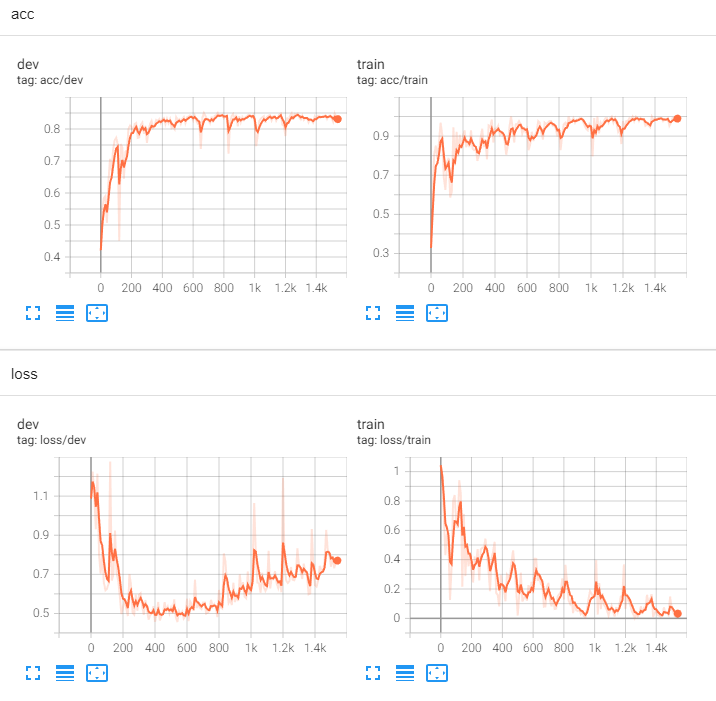 acc
dev
tag: acc/dev
train
tag: acc/train
0.8
0.7
0.6
0.5
0.4
0 200 400 600 800 1k 1.2k 1.4k
0.9
0.7
0.5
0.3
0 200 400 600 800 1k 1.2k 1.4k
loss
dev
tag: loss/dev
train
tag: loss/train
1.1
0.9
0.7
0.5
0 200 400 600 800 1k 1.2k 1.4k
1
0.8
0.6
0.4
0.2
0
0 200 400 600 800 1k 1.2k 1.4k